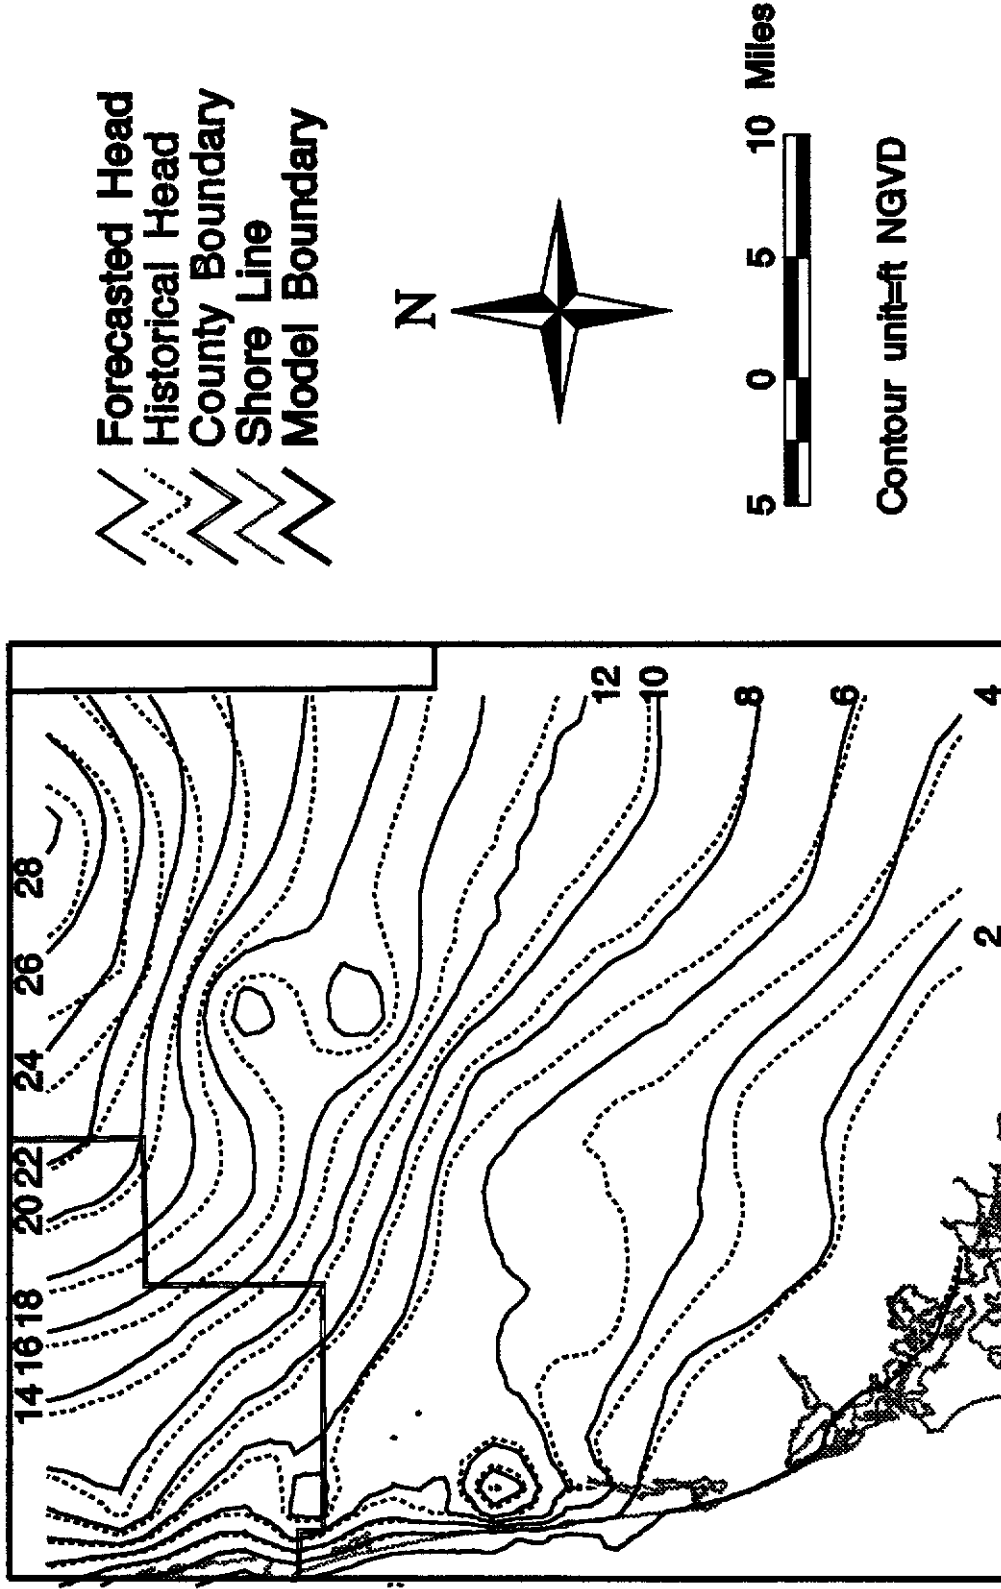 Forecasted Head
Historical Head
County Boundary
Shore Line
Model Boundary
N
5 0 5 10 Miles
Contour unit=ft NGVD
14 16 18 20 22 24 26 28
12
10
8
6
4
2